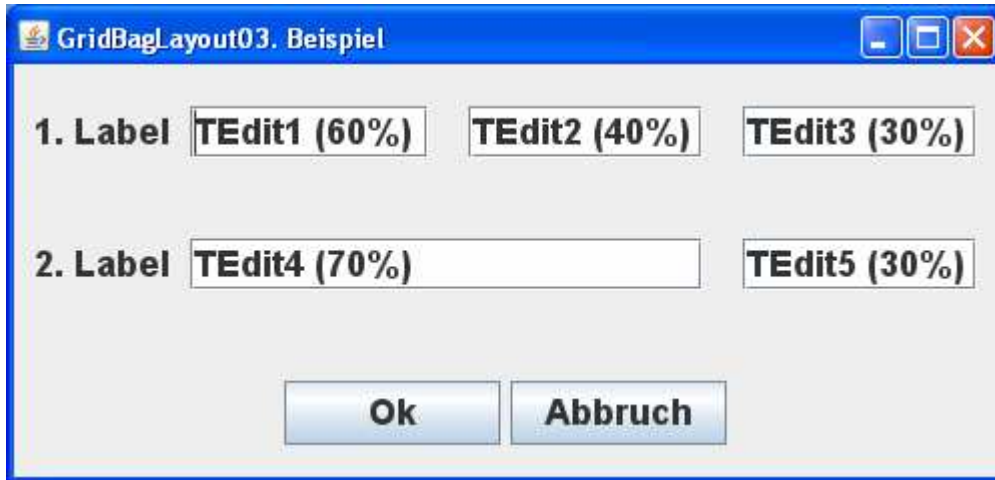 GridBagLayout03. Beispiel
1. Label TEdit1 (60%) TEdit2 (40%) TEdit3 (30%)
2. Label TEdit4 (70%) TEdit5 (30%)
Ok Abbruch